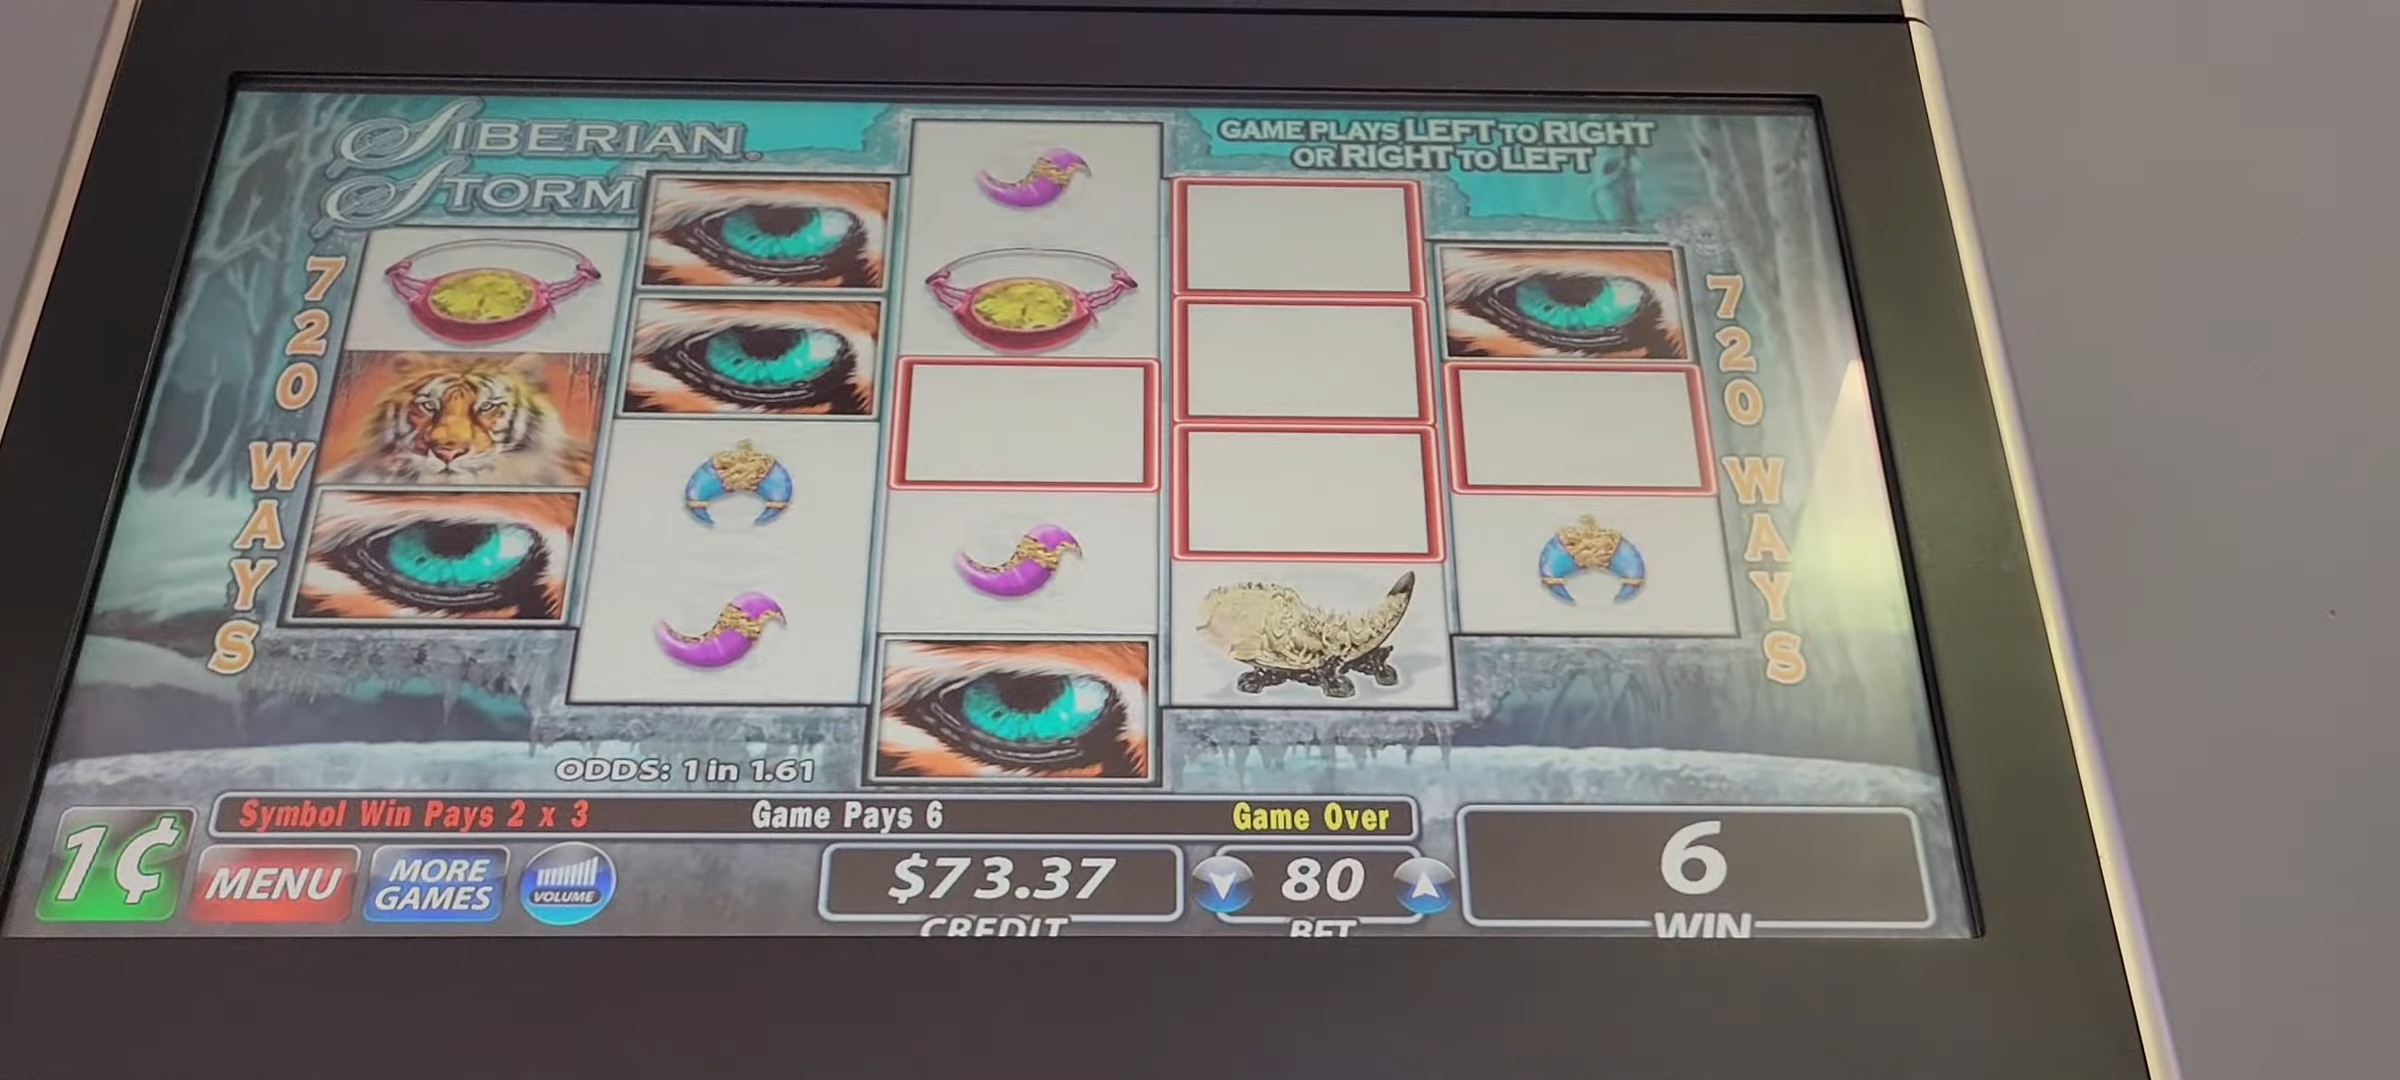 SIBERIAN
STORM
GAME PLAYS LEFT TO RIGHT
OR RIGHT TO LEFT
720 WAYS
720 WAYS
ODDS: 1 in 1.61
Symbol Win Pays 2 x 3
Game Pays 6
Game Over
1¢
MENU
MORE
GAMES
VOLUME
$73.37
CREDIT
80
BET
6
WIN